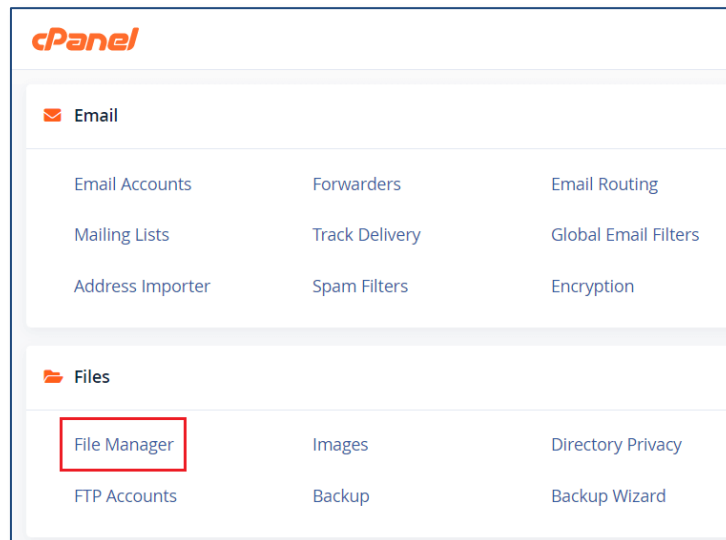 cPanel
Email
Email Accounts Forwarders Email Routing
Mailing Lists Track Delivery Global Email Filters
Address Importer Spam Filters Encryption
Files
File Manager Images Directory Privacy
FTP Accounts Backup Backup Wizard